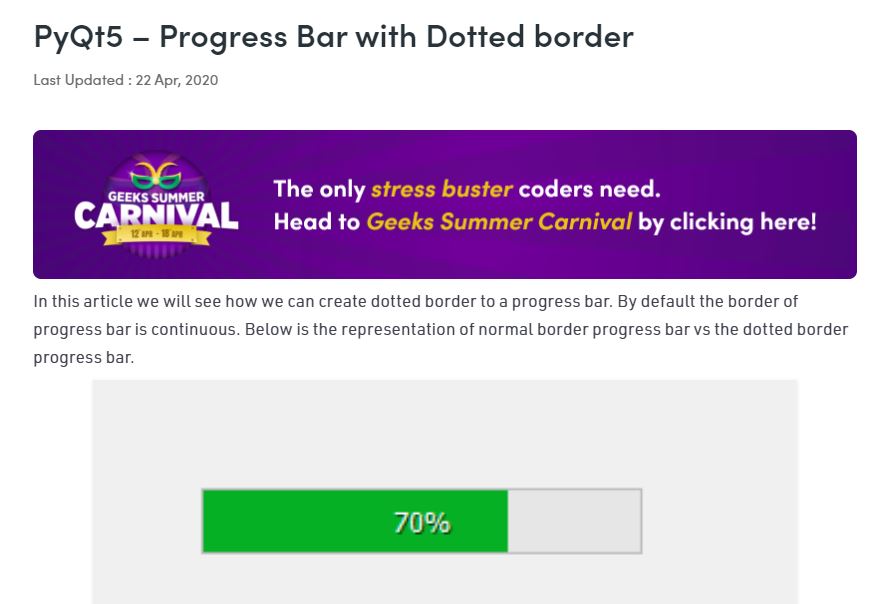 PyQt5 – Progress Bar with Dotted border
Last Updated : 22 Apr, 2020
GEEKS SUMMER
CARNIVAL
12 APR - 18 APR
The only stress buster coders need.
Head to Geeks Summer Carnival by clicking here!
In this article we will see how we can create dotted border to a progress bar. By default the border of
progress bar is continuous. Below is the representation of normal border progress bar vs the dotted border
progress bar.
70%